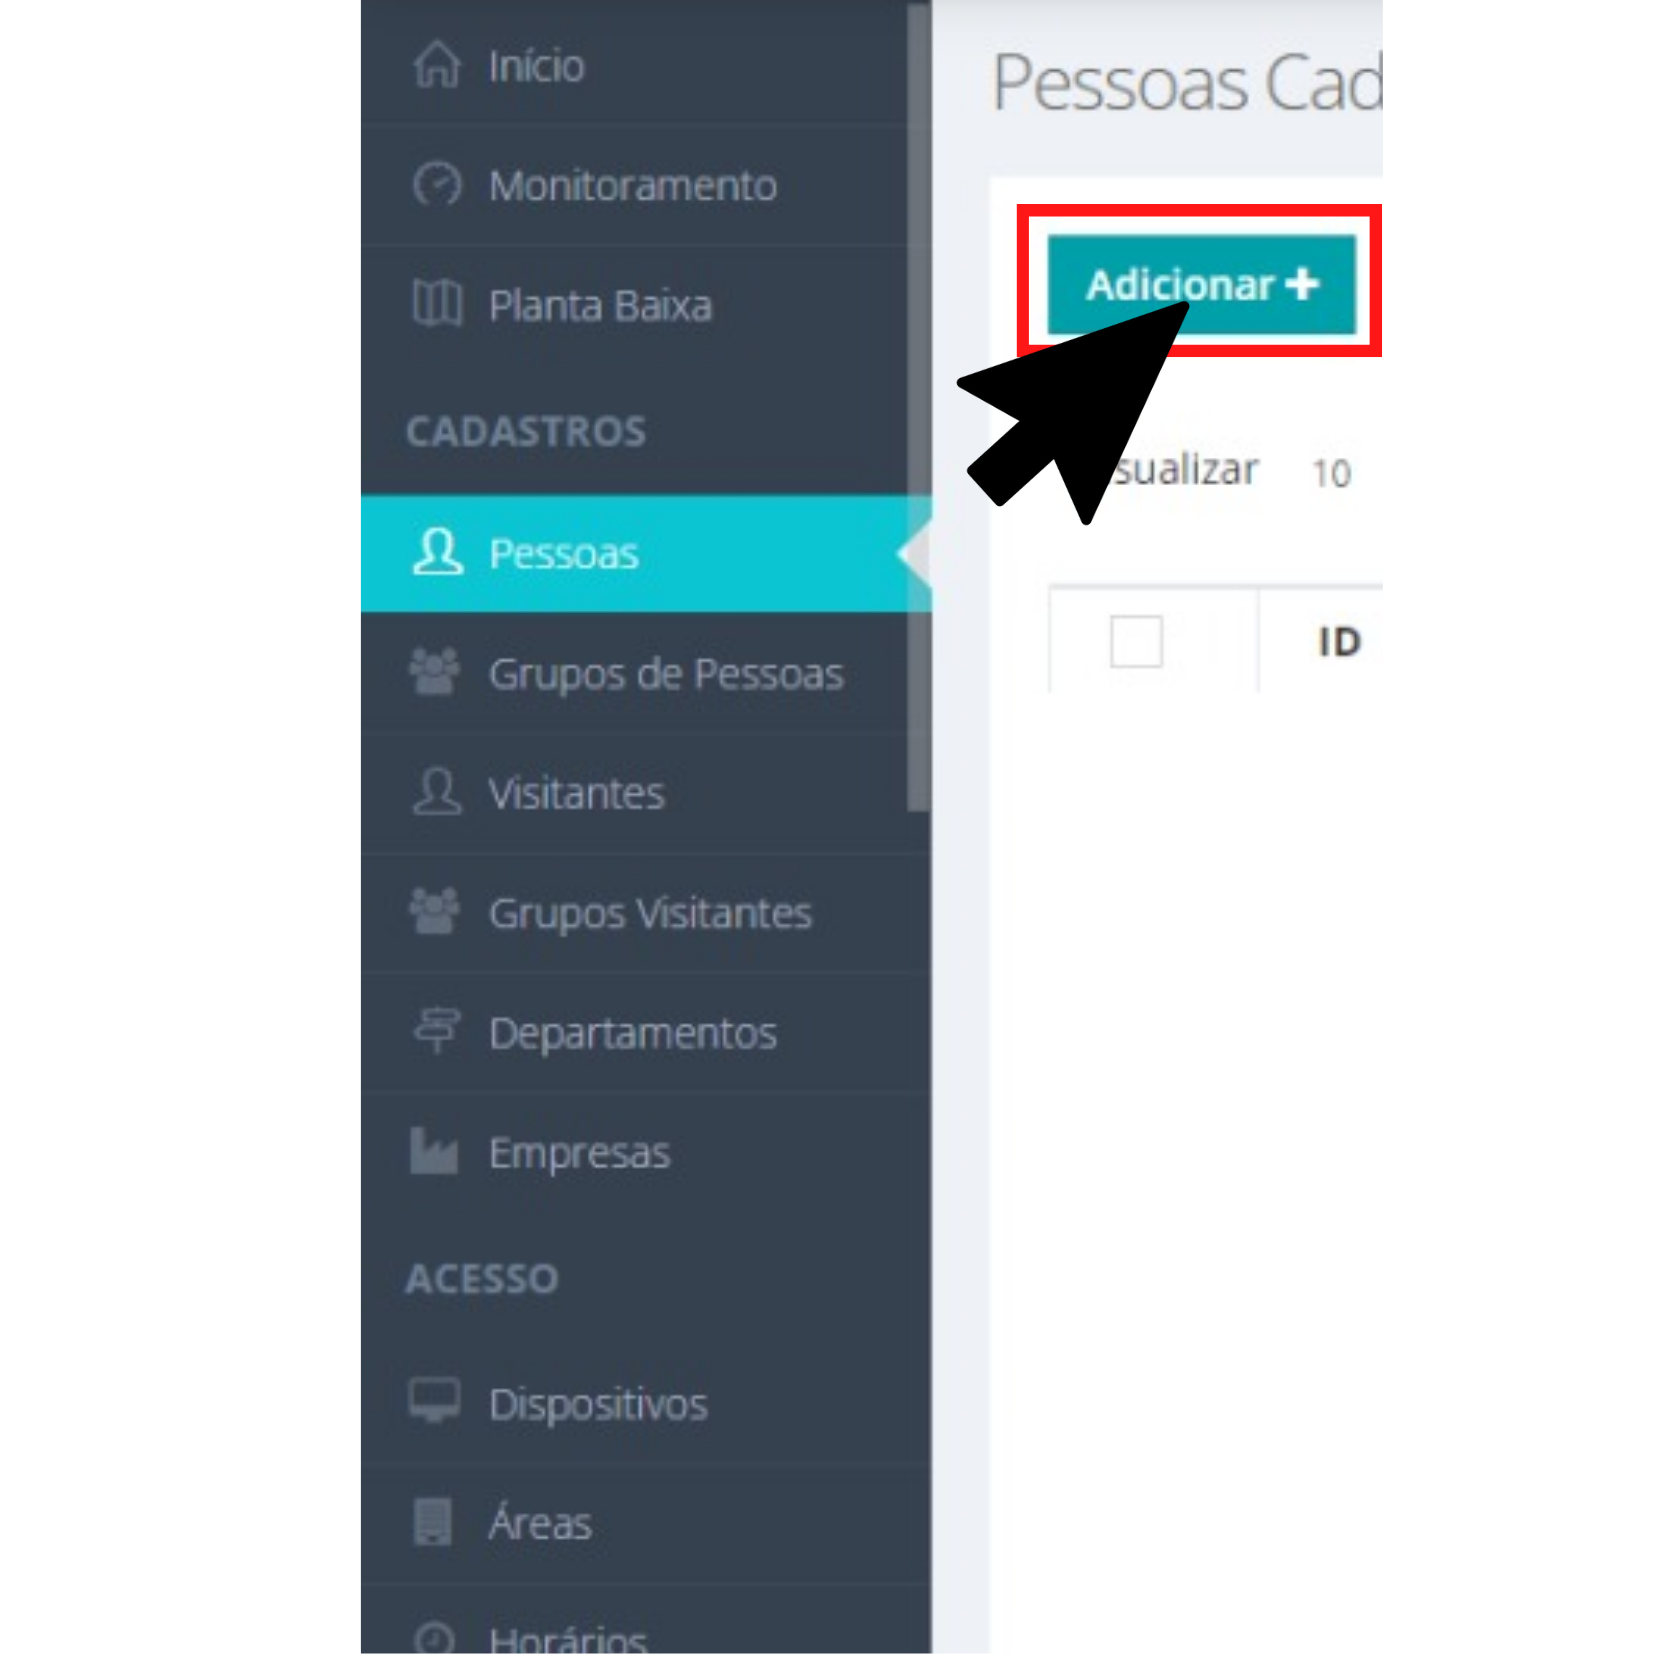 Início
Monitoramento
Planta Baixa
CADASTROS
Pessoas
Grupos de Pessoas
Visitantes
Grupos Visitantes
Departamentos
Empresas
ACESSO
Dispositivos
Áreas
Horários
Pessoas Cad
Adicionar +
sualizar 10
ID